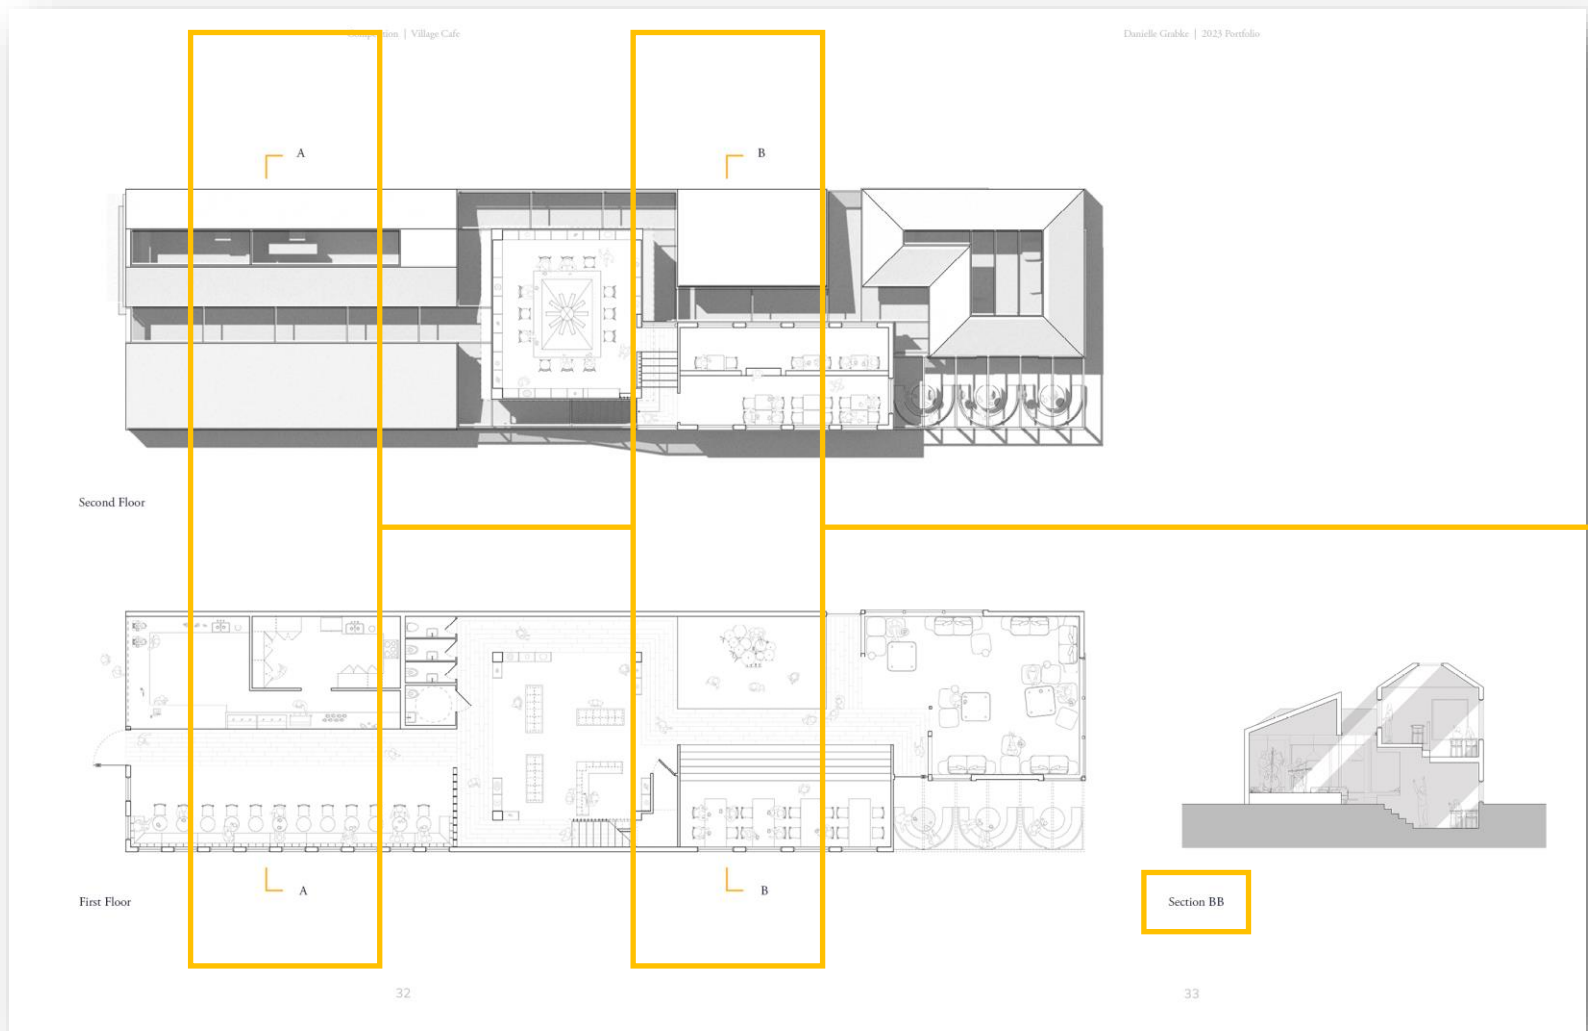 | Village Cafe
Danielle Grabke | 2023 Portfolio
A
B
Second Floor
A
B
First Floor
Section BB
32
33